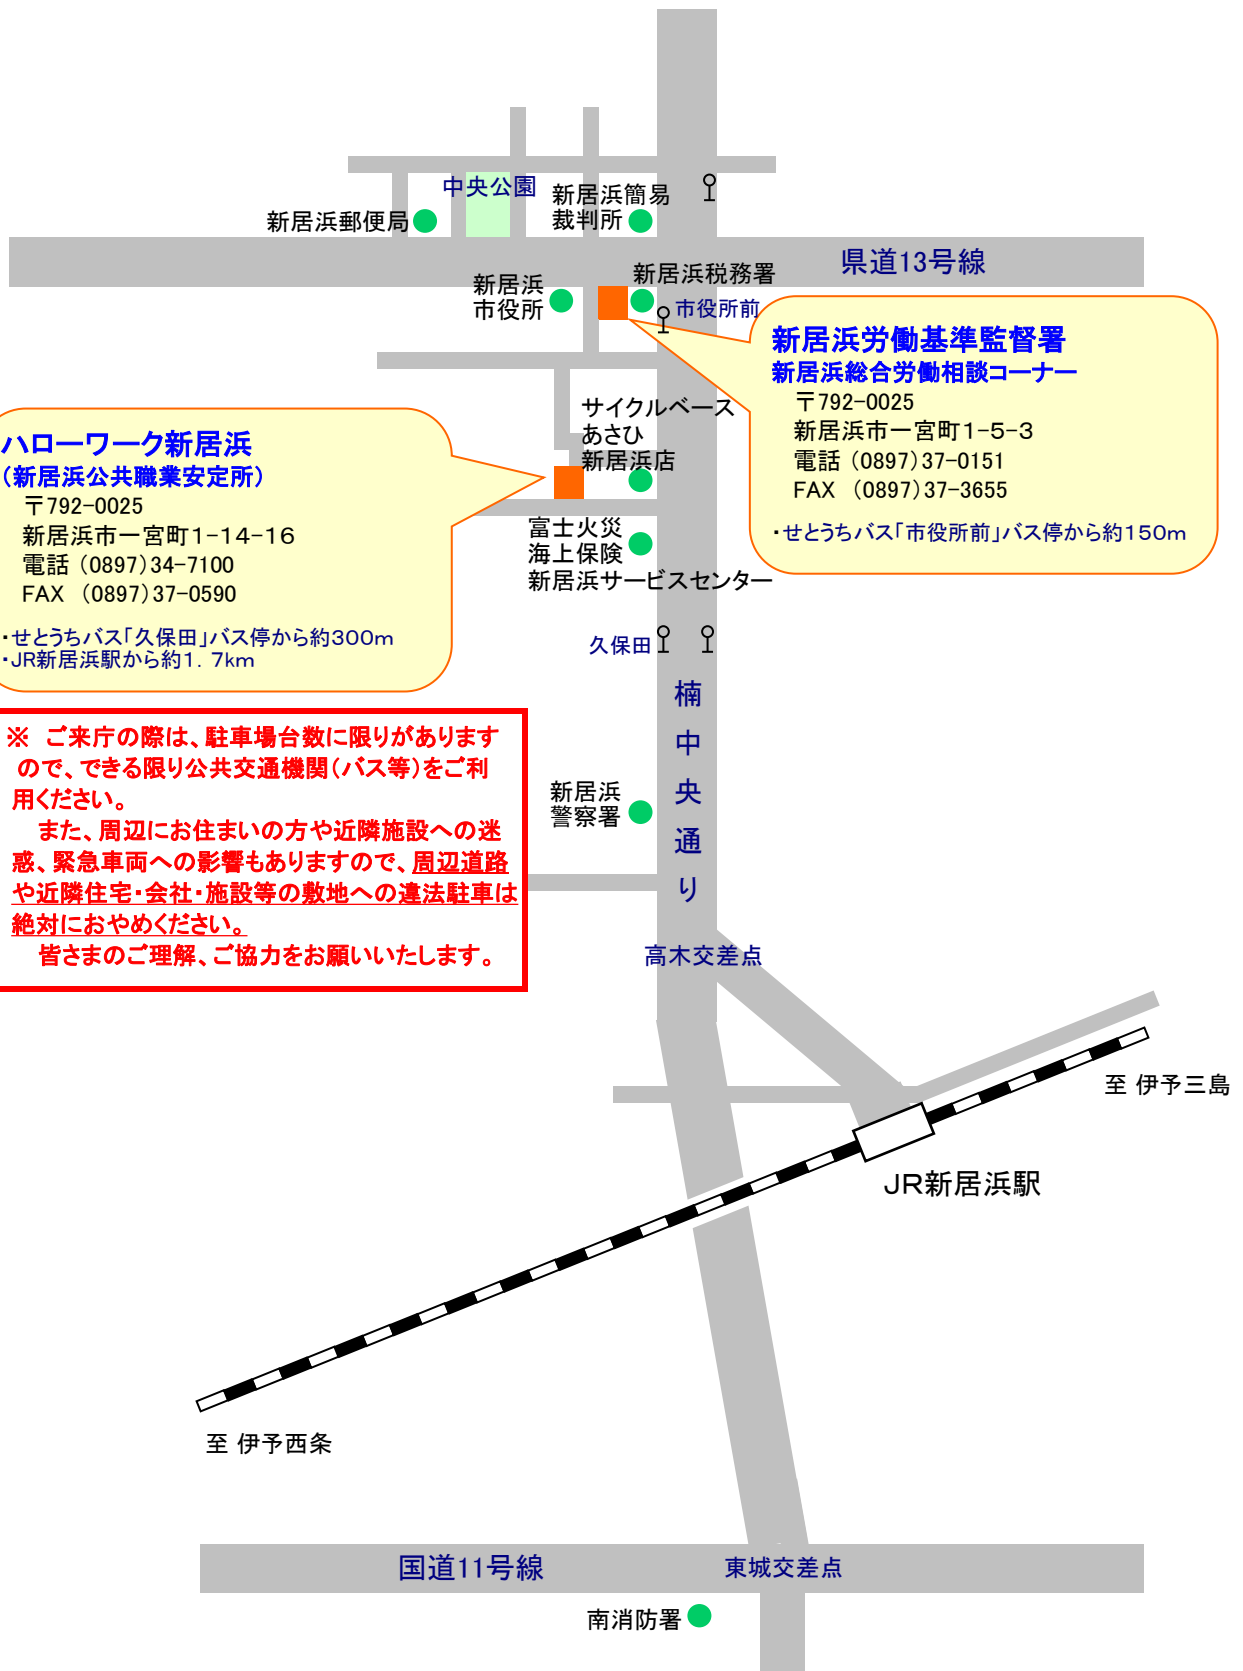 中央公園
新居浜簡易
裁判所
新居浜郵便局
県道13号線
新居浜税務署
新居浜
市役所
市役所前
新居浜労働基準監督署
新居浜総合労働相談コーナー
〒792-0025
新居浜市一宮町1-5-3
電話 (0897)37-0151
FAX (0897)37-3655
・せとうちバス「市役所前」バス停から約150m
サイクルベース
あさひ
新居浜店
ハローワーク新居浜
(新居浜公共職業安定所)
〒792-0025
新居浜市一宮町1-14-16
電話 (0897)34-7100
FAX (0897)37-0590
・せとうちバス「久保田」バス停から約300m
・JR新居浜駅から約1.7km
富士火災
海上保険
新居浜サービスセンター
久保田
楠中央通り
※ ご来庁の際は、駐車場台数に限りがあります
ので、できる限り公共交通機関(バス等)をご利
用ください。
また、周辺にお住まいの方や近隣施設への迷
惑、緊急車両への影響もありますので、周辺道路
や近隣住宅・会社・施設等の敷地への違法駐車は
絶対におやめください。
皆さまのご理解、ご協力をお願いいたします。
新居浜
警察署
高木交差点
至 伊予三島
JR新居浜駅
至 伊予西条
国道11号線
東城交差点
南消防署